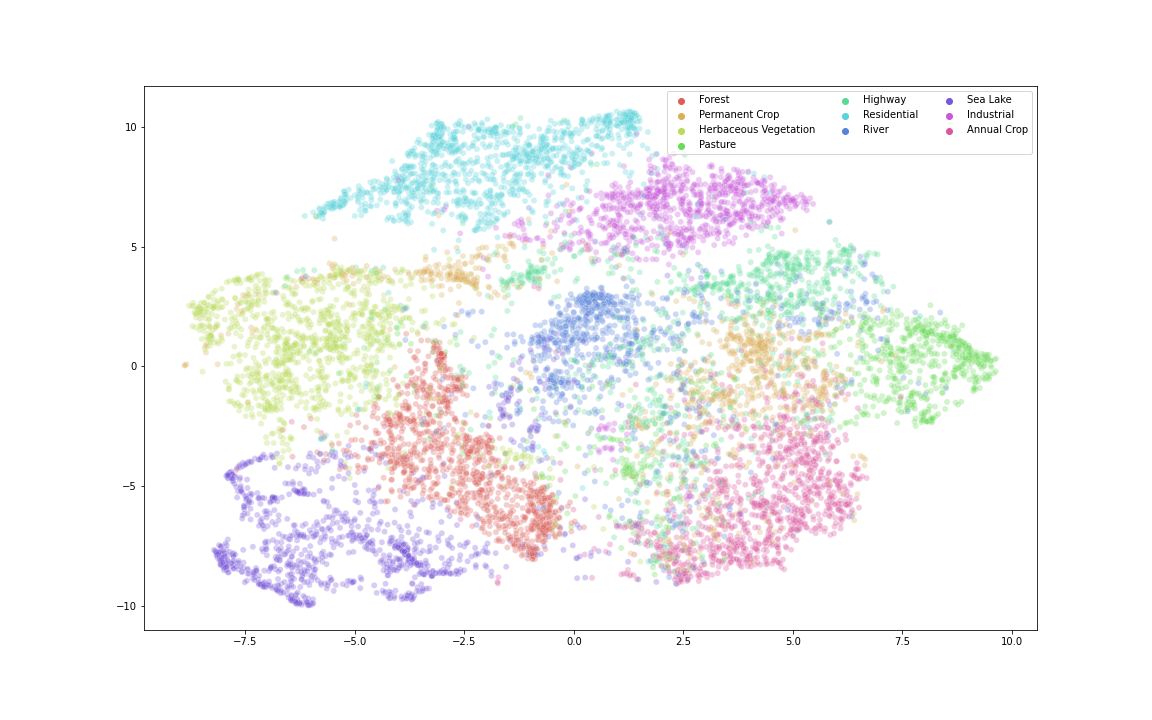 Forest Highway Sea Lake
Permanent Crop Residential Industrial
Herbaceous Vegetation River Annual Crop
Pasture
10
5
0
−5
−10
−7.5 −5.0 −2.5 0.0 2.5 5.0 7.5 10.0